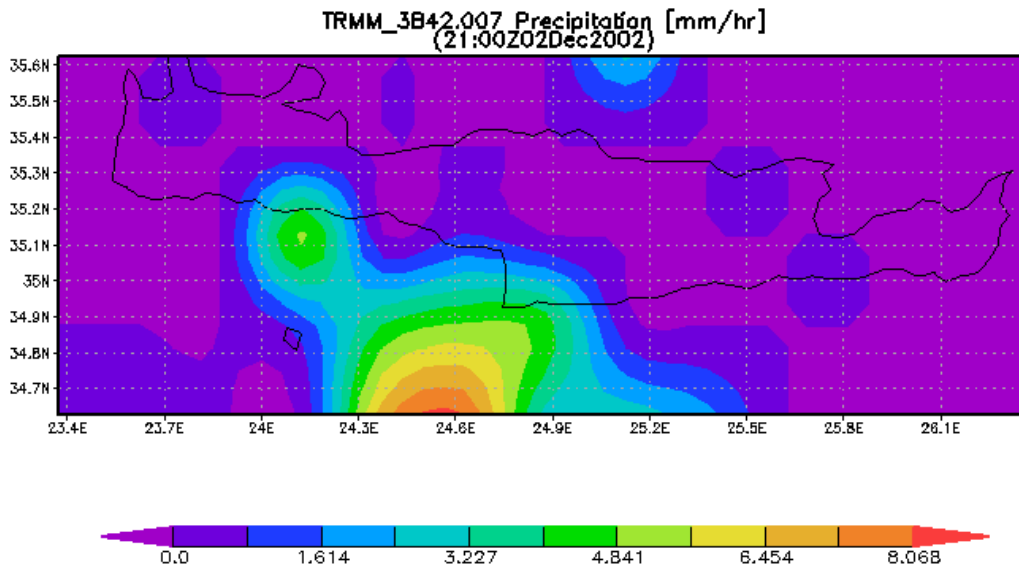 TRMM_3B42.007 Precipitation [mm/hr]
(21:00Z02Dec2002)
35.6N
35.5N
35.4N
35.3N
35.2N
35.1N
35N
34.9N
34.8N
34.7N
23.4E 23.7E 24E 24.3E 24.6E 24.9E 25.2E 25.5E 25.8E 26.1E
0.0 1.614 3.227 4.841 6.454 8.068